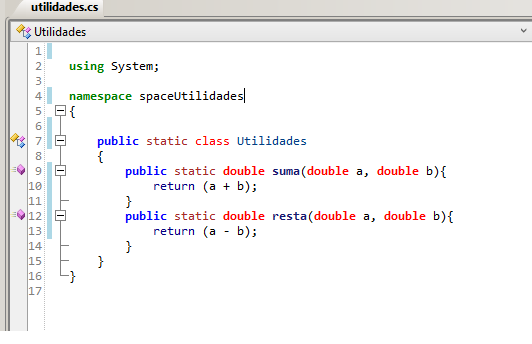 utilidades.cs
Utilidades
1
2 using System;
3
4 namespace spaceUtilidades
5 {
6
7 public static class Utilidades
8 {
9 public static double suma(double a, double b){
10 return (a + b);
11 }
12 public static double resta(double a, double b){
13 return (a - b);
14 }
15 }
16 }
17